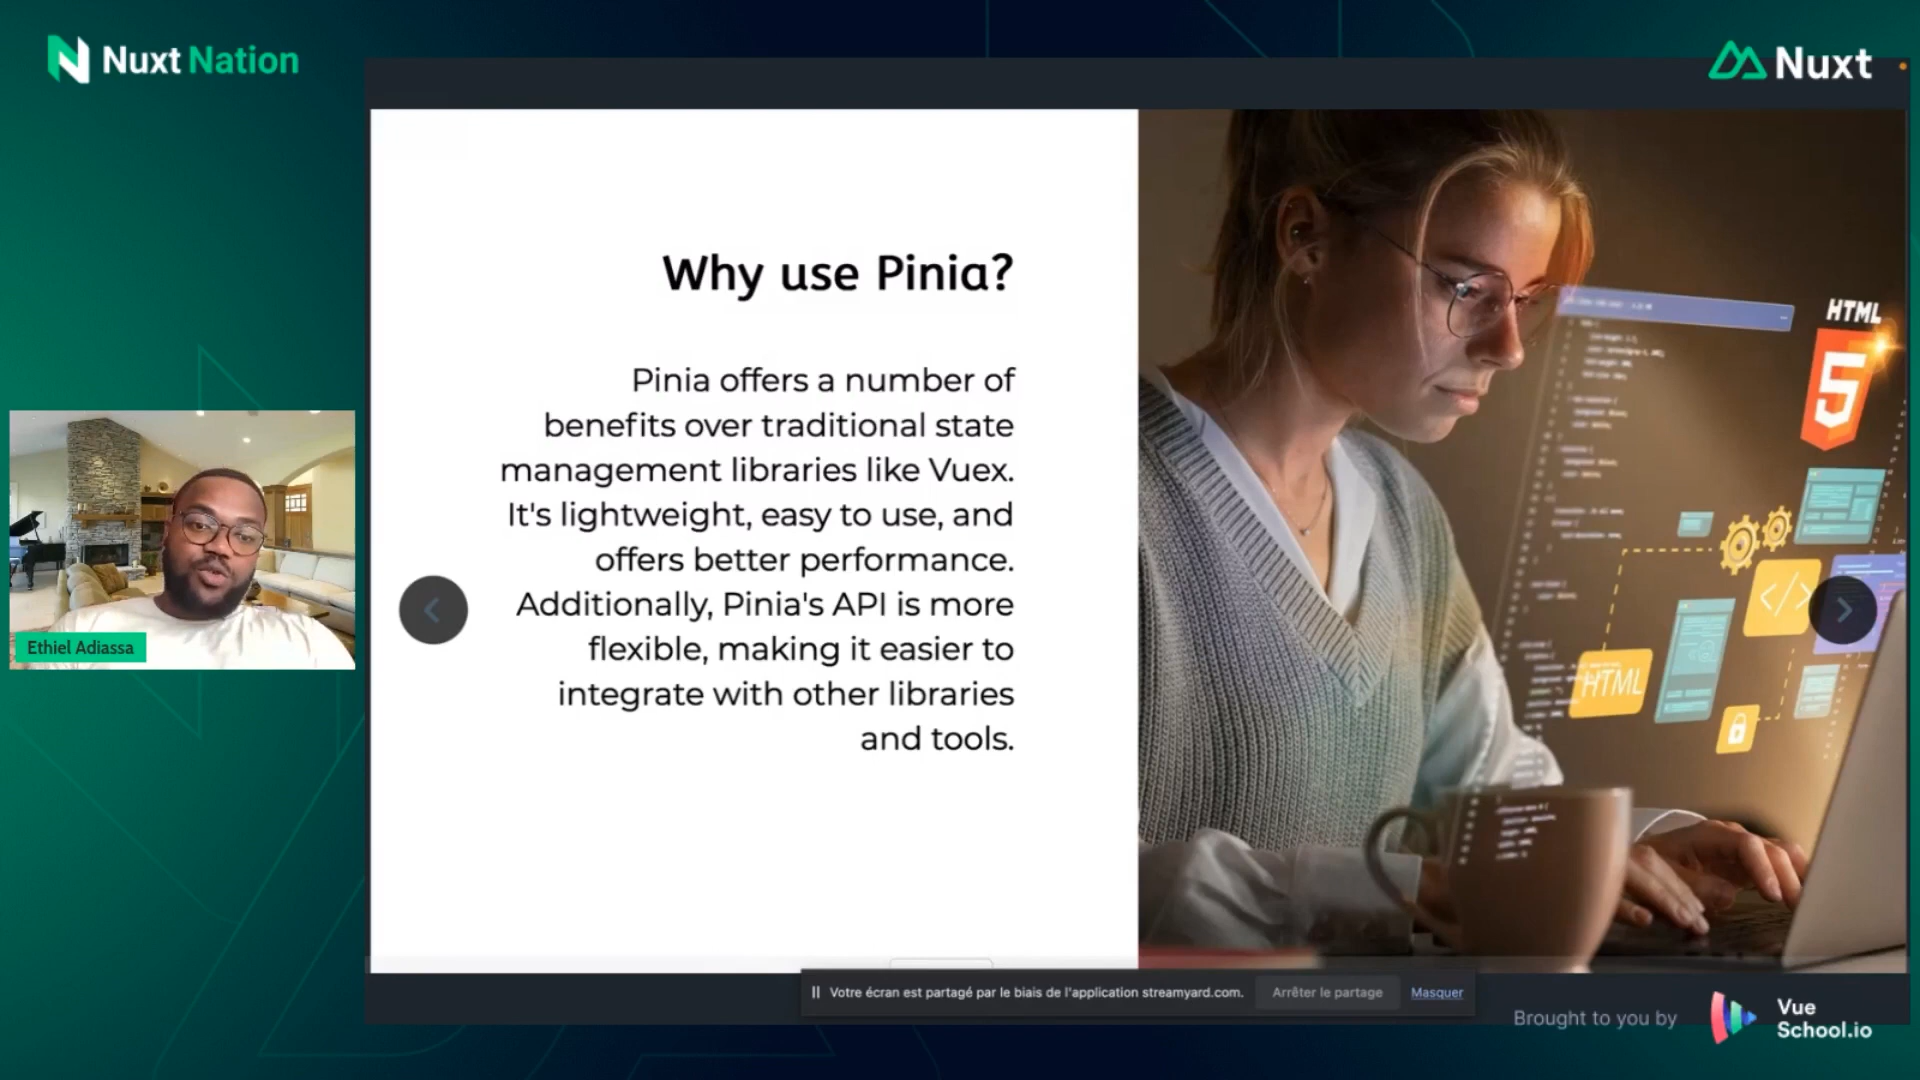 Nuxt Nation
Nuxt
Why use Pinia?
Pinia offers a number of
benefits over traditional state
management libraries like Vuex.
It's lightweight, easy to use, and
offers better performance.
Additionally, Pinia's API is more
flexible, making it easier to
integrate with other libraries
and tools.
HTML
5
</>
HTML
Ethiel Adiassa
Votre écran est partagé par le biais de l'application streamyard.com.
Arrêter le partage
Masquer
Brought to you by
Vue
School.io